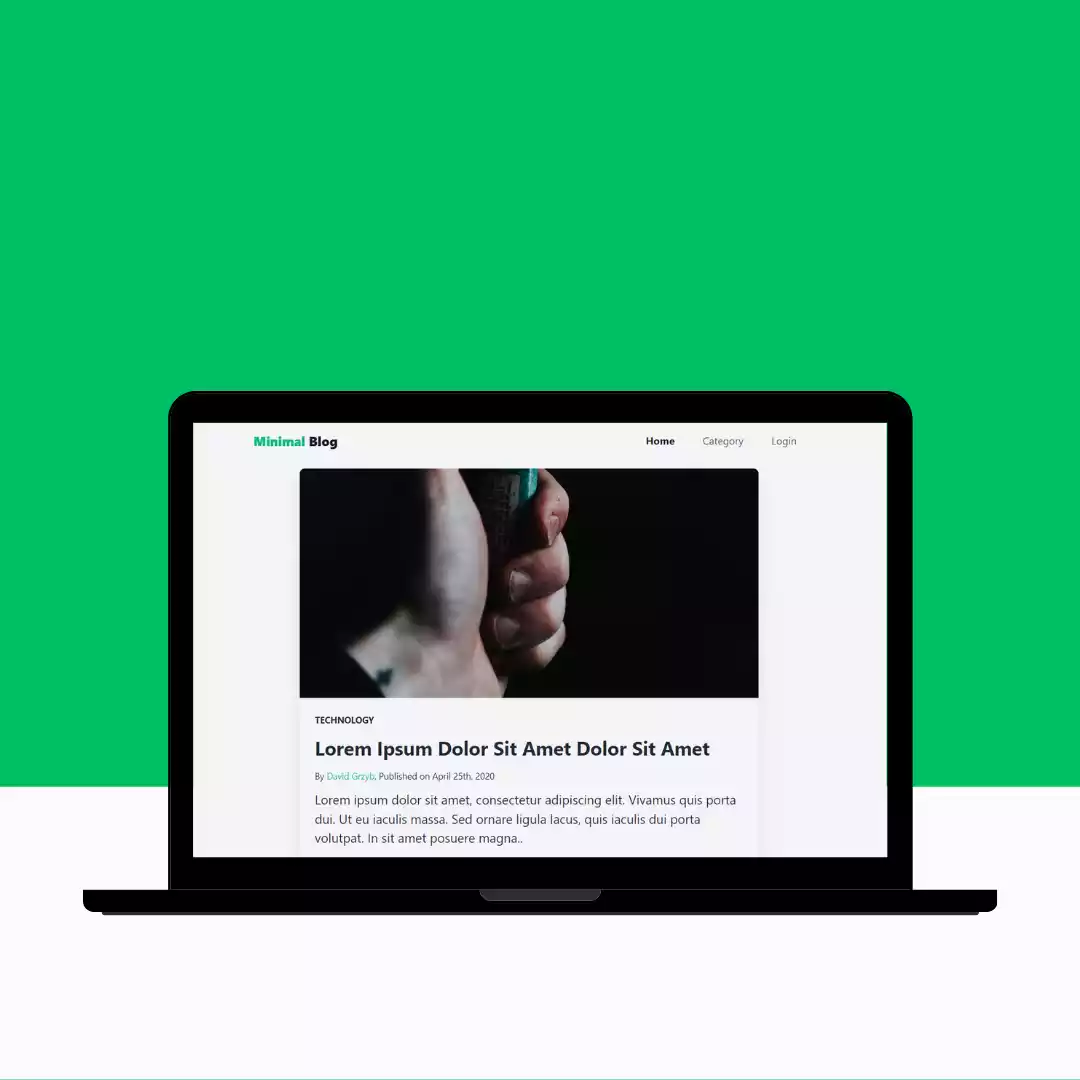 Minimal Blog
Home Category Login
TECHNOLOGY
Lorem Ipsum Dolor Sit Amet Dolor Sit Amet
By David Grzyb, Published on April 25th, 2020
Lorem ipsum dolor sit amet, consectetur adipiscing elit. Vivamus quis porta
dui. Ut eu iaculis massa. Sed ornare ligula lacus, quis iaculis dui porta
volutpat. In sit amet posuere magna..